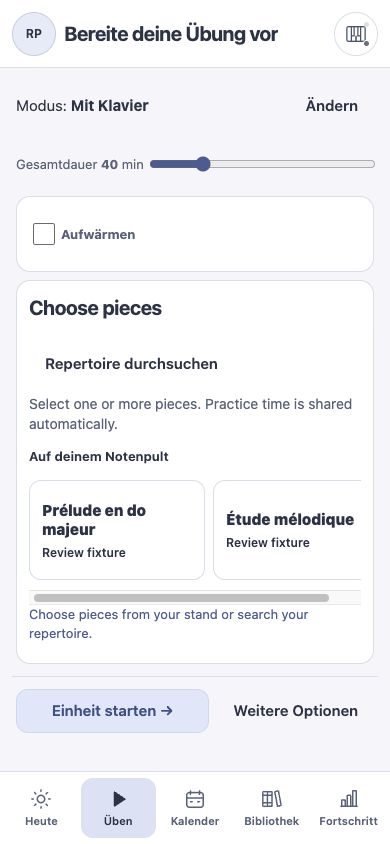 RP
Bereite deine Übung vor
Modus: Mit Klavier
Ändern
Gesamtdauer 40 min
Aufwärmen
Choose pieces
Repertoire durchsuchen
Select one or more pieces. Practice time is shared
automatically.
Auf deinem Notenpult
Prélude en do
majeur
Review fixture
Étude mélodique
Review fixture
Choose pieces from your stand or search your
repertoire.
Einheit starten →
Weitere Optionen
Heute
Üben
Kalender
Bibliothek
Fortschritt